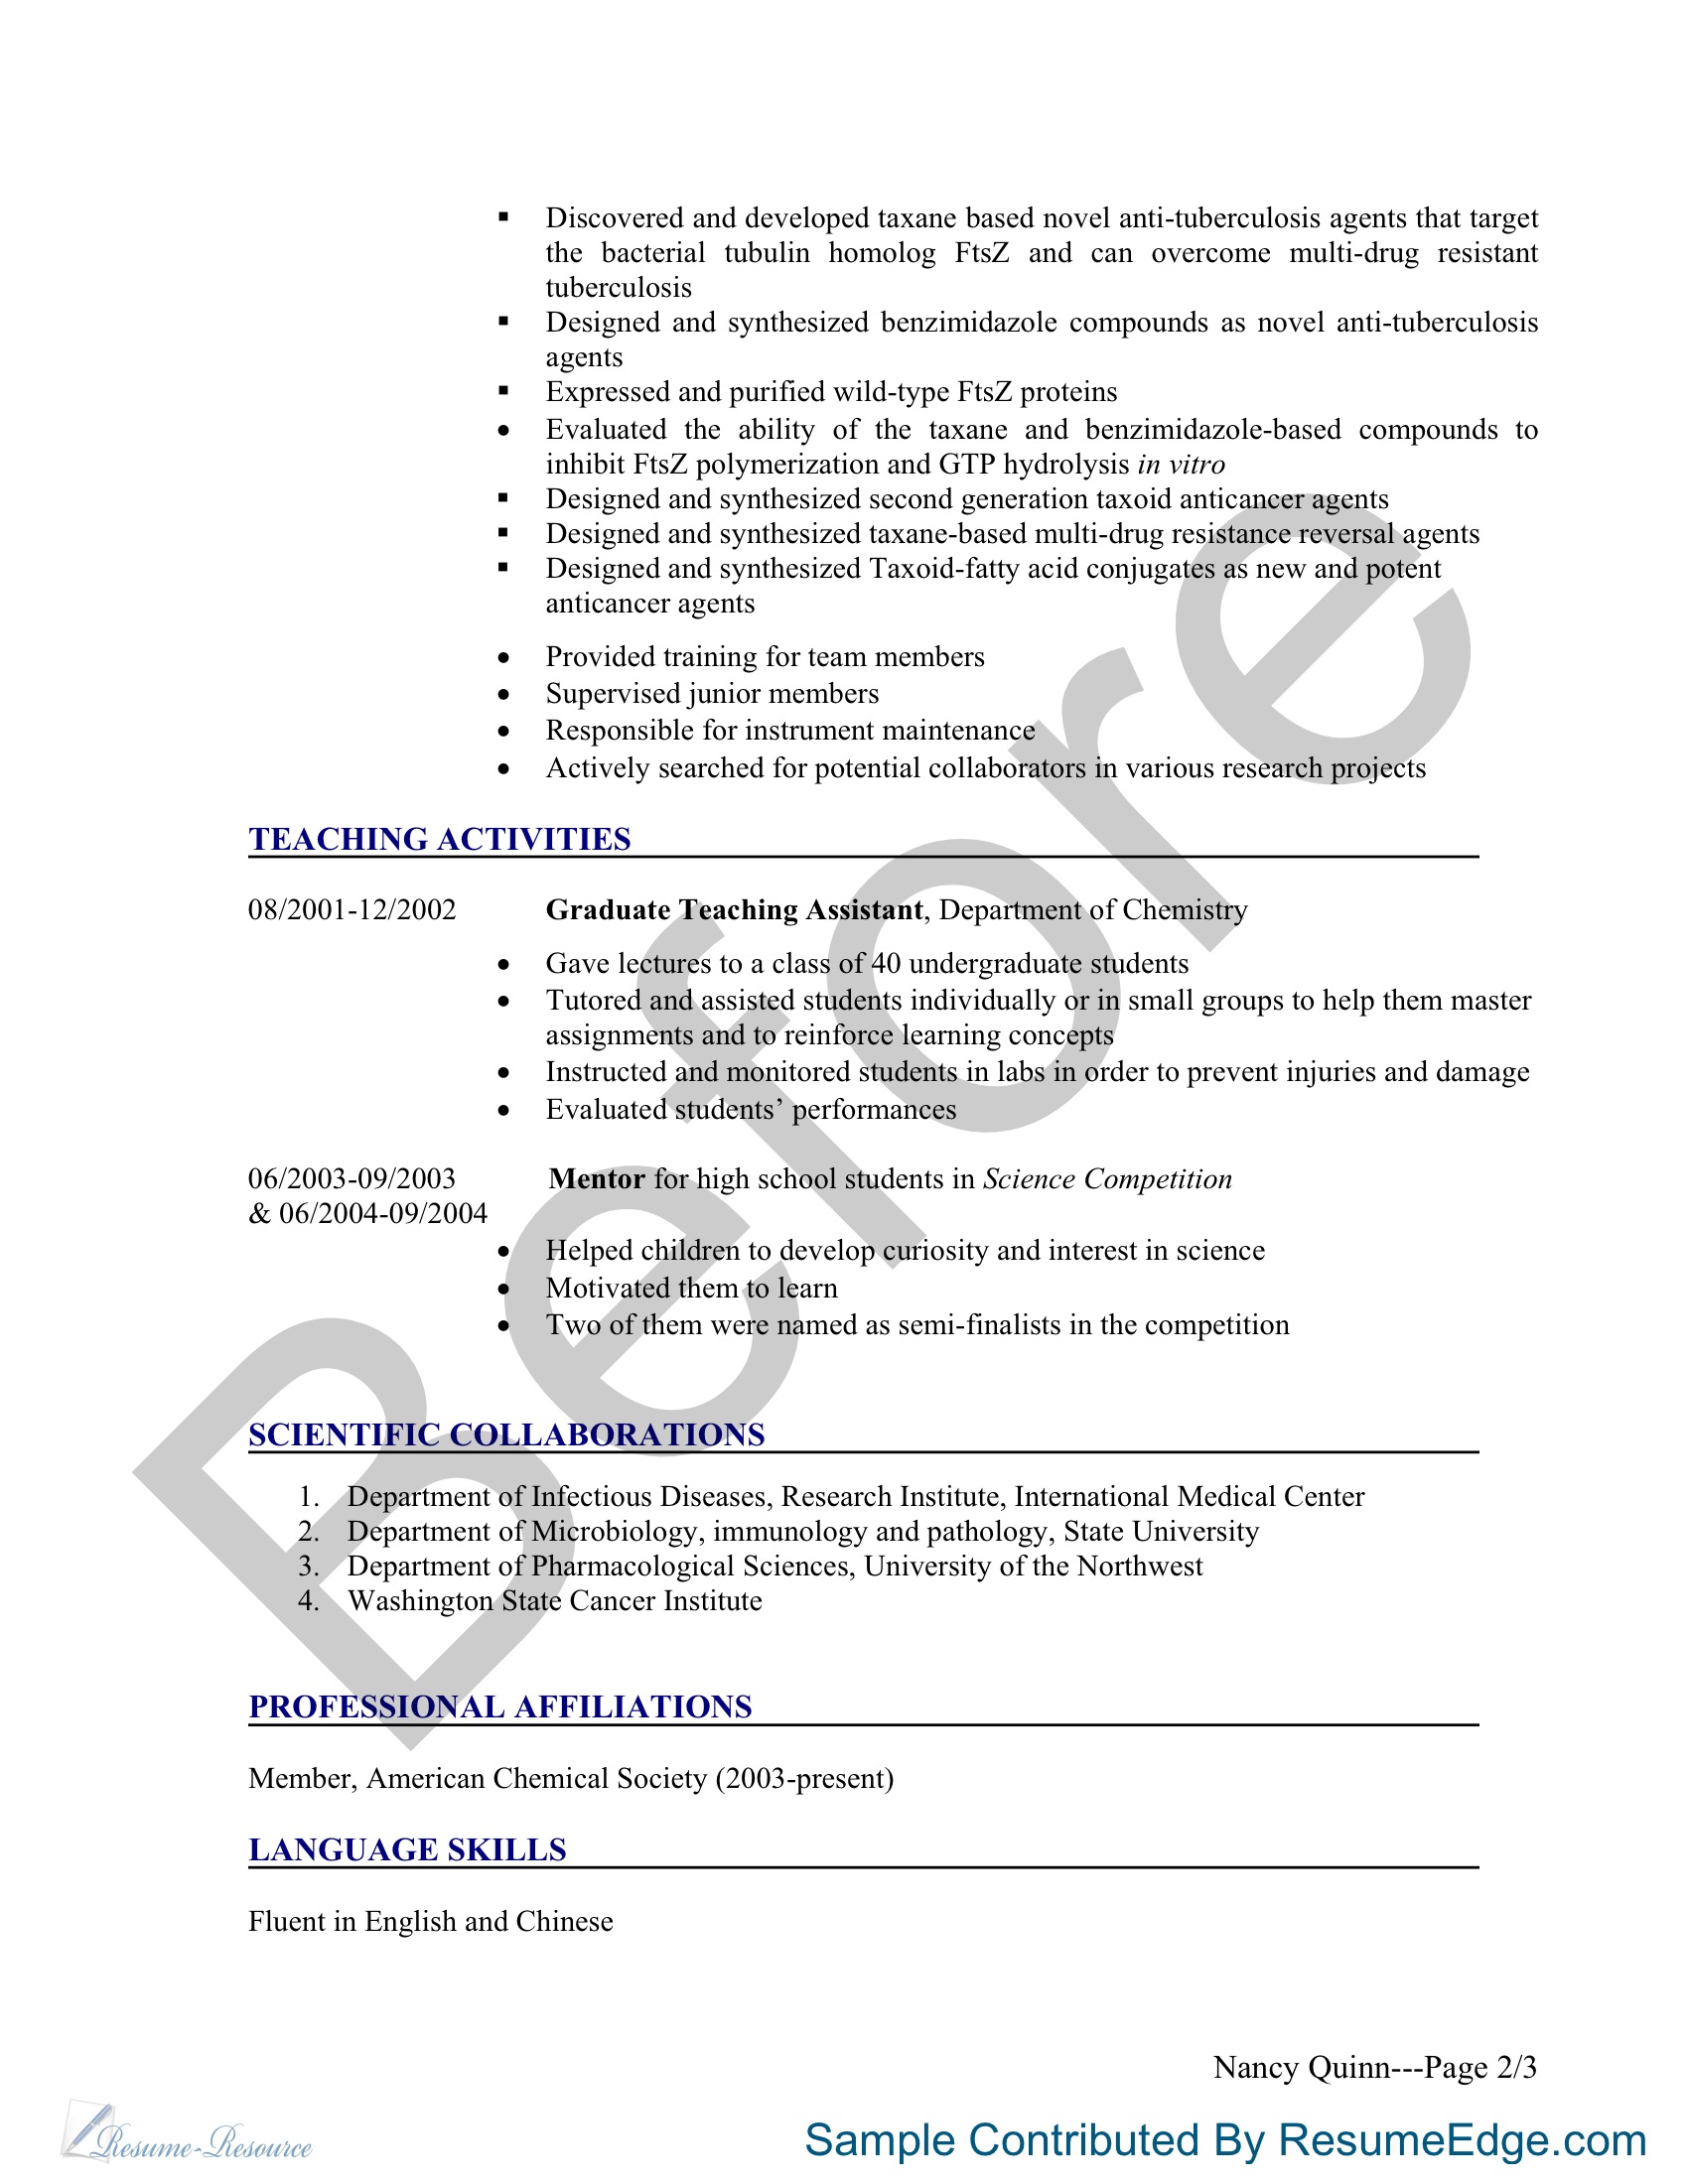 ▪ Discovered and developed taxane based novel anti-tuberculosis agents that target
the bacterial tubulin homolog FtsZ and can overcome multi-drug resistant
tuberculosis
▪ Designed and synthesized benzimidazole compounds as novel anti-tuberculosis
agents
▪ Expressed and purified wild-type FtsZ proteins
• Evaluated the ability of the taxane and benzimidazole-based compounds to
inhibit FtsZ polymerization and GTP hydrolysis in vitro
▪ Designed and synthesized second generation taxoid anticancer agents
▪ Designed and synthesized taxane-based multi-drug resistance reversal agents
▪ Designed and synthesized Taxoid-fatty acid conjugates as new and potent
anticancer agents
• Provided training for team members
• Supervised junior members
• Responsible for instrument maintenance
• Actively searched for potential collaborators in various research projects
TEACHING ACTIVITIES
08/2001-12/2002 Graduate Teaching Assistant, Department of Chemistry
• Gave lectures to a class of 40 undergraduate students
• Tutored and assisted students individually or in small groups to help them master
assignments and to reinforce learning concepts
• Instructed and monitored students in labs in order to prevent injuries and damage
• Evaluated students’ performances
06/2003-09/2003 Mentor for high school students in Science Competition
& 06/2004-09/2004
• Helped children to develop curiosity and interest in science
• Motivated them to learn
• Two of them were named as semi-finalists in the competition
SCIENTIFIC COLLABORATIONS
1. Department of Infectious Diseases, Research Institute, International Medical Center
2. Department of Microbiology, immunology and pathology, State University
3. Department of Pharmacological Sciences, University of the Northwest
4. Washington State Cancer Institute
PROFESSIONAL AFFILIATIONS
Member, American Chemical Society (2003-present)
LANGUAGE SKILLS
Fluent in English and Chinese
Before
Nancy Quinn---Page 2/3
Resume-Resource
Sample Contributed By ResumeEdge.com